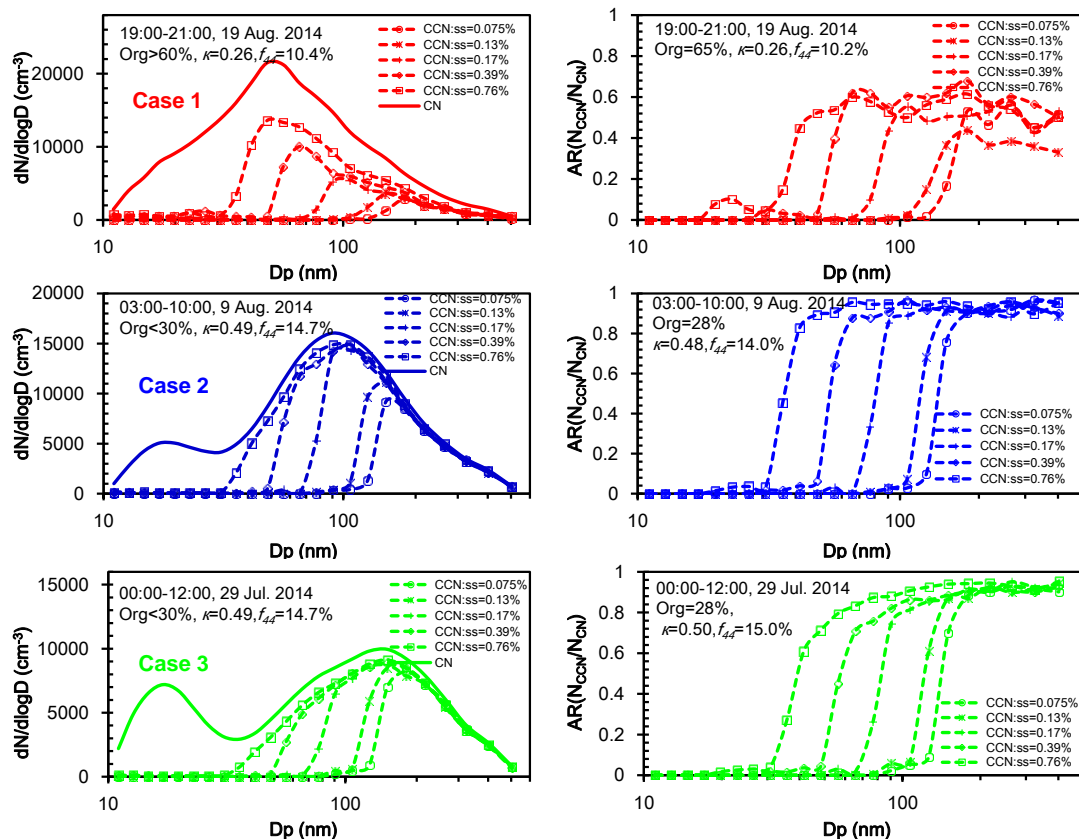 19:00-21:00, 19 Aug. 2014
Org>60%, κ=0.26, f44=10.4%
Case 1
CCN:ss=0.075%
CCN:ss=0.13%
CCN:ss=0.17%
CCN:ss=0.39%
CCN:ss=0.76%
CN
dN/dlogD (cm-3)
20000
16000
12000
8000
4000
0
10
100
Dp (nm)
19:00-21:00, 19 Aug. 2014
Org=65%, κ=0.26, f44=10.2%
CCN:ss=0.075%
CCN:ss=0.13%
CCN:ss=0.17%
CCN:ss=0.39%
CCN:ss=0.76%
AR(NCCN/NCN)
1
0.8
0.6
0.4
0.2
0
10
100
Dp (nm)
03:00-10:00, 9 Aug. 2014
Org<30%, κ=0.49, f44=14.7%
Case 2
CCN:ss=0.075%
CCN:ss=0.13%
CCN:ss=0.17%
CCN:ss=0.39%
CCN:ss=0.76%
CN
dN/dlogD (cm-3)
20000
15000
10000
5000
0
10
100
Dp (nm)
03:00-10:00, 9 Aug. 2014
Org=28%
κ=0.48, f44=14.0%
CCN:ss=0.075%
CCN:ss=0.13%
CCN:ss=0.17%
CCN:ss=0.39%
CCN:ss=0.76%
AR(NCCN/NCN)
1
0.8
0.6
0.4
0.2
0
10
100
Dp (nm)
00:00-12:00, 29 Jul. 2014
Org<30%, κ=0.49, f44=14.7%
Case 3
CCN:ss=0.075%
CCN:ss=0.13%
CCN:ss=0.17%
CCN:ss=0.39%
CCN:ss=0.76%
CN
dN/dlogD (cm-3)
15000
10000
5000
0
10
100
Dp (nm)
00:00-12:00, 29 Jul. 2014
Org=28%,
κ=0.50, f44=15.0%
CCN:ss=0.075%
CCN:ss=0.13%
CCN:ss=0.17%
CCN:ss=0.39%
CCN:ss=0.76%
AR(NCCN/NCN)
1
0.8
0.6
0.4
0.2
0
10
100
Dp (nm)